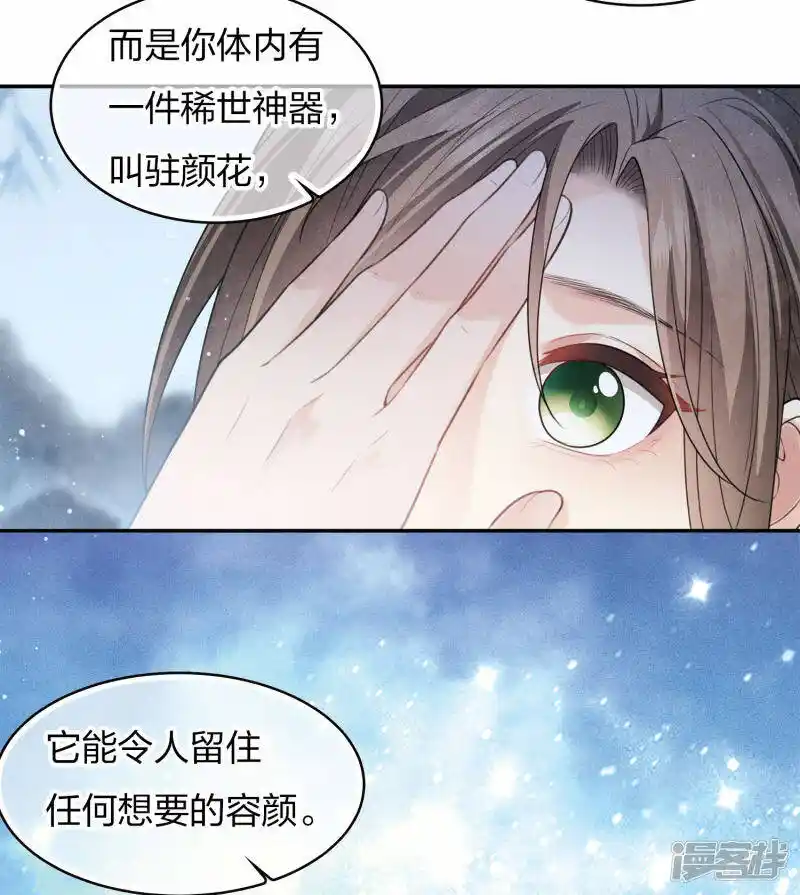 而是你体内有
一件稀世神器，
叫驻颜花，
它能令人留住
任何想要的容颜。
漫客栈